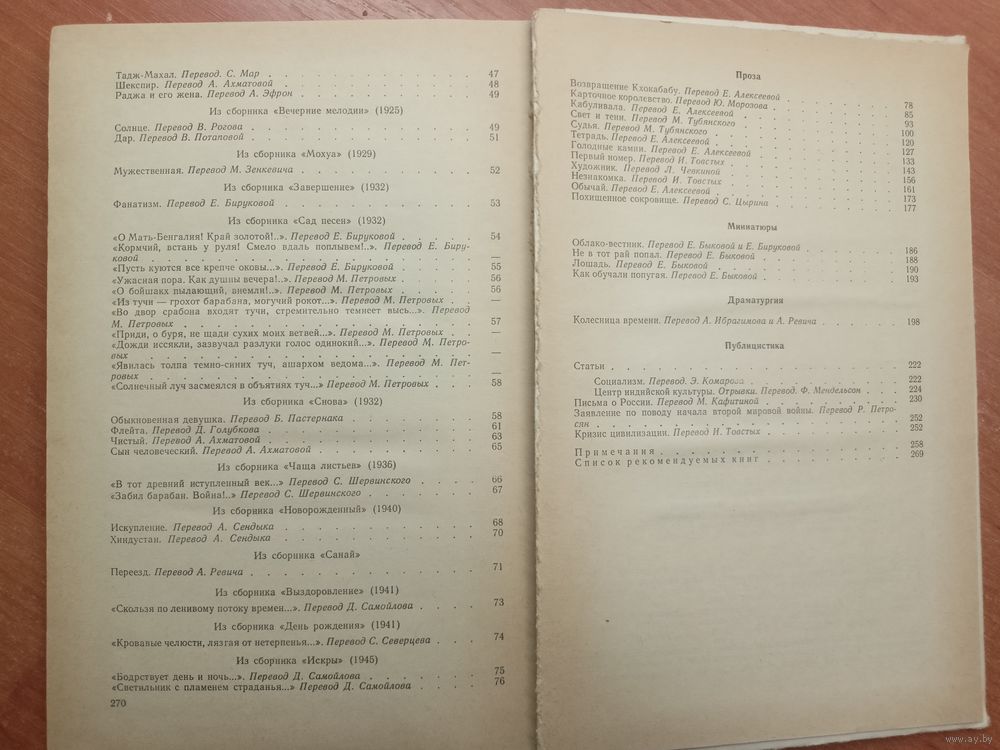 Тадж-Махал. Перевод. С. Мар . . . . . . . . . . . . 47
Шекспир. Перевод А. Ахматовой . . . . . . . . . . . 48
Раджа и его жена. Перевод А. Эфрон . . . . . . . . . . 49
Из сборника «Вечерние мелодии» (1925)
Солнце. Перевод В. Рогова . . . . . . . . . . . . 49
Дар. Перевод В. Потаповой . . . . . . . . . . . . 51
Из сборника «Мохуа» (1929)
Мужественная. Перевод М. Зенкевича . . . . . . . . . . 52
Из сборника «Завершение» (1932)
Фанатизм. Перевод Е. Бируковой . . . . . . . . . . . 53
Из сборника «Сад песен» (1932)
«О Мать-Бенгалия! Край золотой!..». Перевод Е. Бируковой . . . . 54
«Кормчий, встань у руля! Смело вдаль поплывем!..». Перевод Е. Биру-
ковой . . . . . . . . . . . . . . . . —
«Пусть куются все крепче оковы...». Перевод Е. Бируковой . . . . 55
«Ужасная пора. Как душны вечера!..». Перевод М. Петровых . . . . 56
«О бойшакх пылающий, внемли!..». Перевод М. Петровых . . . . . 56
«Из тучи — грохот барабана, могучий рокот...». Перевод М. Петровых . . —
«Во двор срабона входят тучи, стремительно темнеет высь...». Перевод
М. Петровых . . . . . . . . . . . . . . 57
«Приди, о буря, не щади сухих моих ветвей...». Перевод М. Петровых . —
«Дожди иссякли, зазвучал разлуки голос одинокий...». Перевод М. Петро-
вых . . . . . . . . . . . . . . . . —
«Явилась толпа темно-синих туч, ашархом ведома...». Перевод М. Пет-
ровых . . . . . . . . . . . . . . . . —
«Солнечный луч засмеялся в объятиях туч...» Перевод М. Петровых . . . 58
Из сборника «Снова» (1932)
Обыкновенная девушка. Перевод Б. Пастернака . . . . . . . 58
Флейта. Перевод Д. Голубкова . . . . . . . . . . . 61
Чистый. Перевод А. Ахматовой . . . . . . . . . . . 63
Сын человеческий. Перевод А. Ахматовой . . . . . . . . . 65
Из сборника «Чаща листьев» (1936)
«В тот древний иступленный век...» Перевод С. Шервинского . . . . 66
«Забил барабан. Война!..» Перевод С. Шервинского . . . . . . 67
Из сборника «Новорожденный» (1940)
Искупление. Перевод А. Сендыка . . . . . . . . . . . 68
Хиндустан. Перевод А. Сендыка . . . . . . . . . . . 70
Из сборника «Санай»
Переезд. Перевод А. Ревича . . . . . . . . . . . . 71
Из сборника «Выздоровление» (1941)
«Скользя по ленивому потоку времен...». Перевод Д. Самойлова . . . . 73
Из сборника «День рождения» (1941)
«Кровавые челюсти, лязгая от нетерпенья...». Перевод С. Северцева . . . 74
Из сборника «Искры» (1945)
«Бодрствует день и ночь...». Перевод Д. Самойлова . . . . . . 75
«Светильник с пламенем страданья...» Перевод Д. Самойлова . . . . 76
270
Проза
Возвращение Кхокабабу. Перевод Е. Алексеевой . . . . . . . 78
Карточное королевство. Перевод Ю. Морозова . . . . . . . 85
Кабуливала. Перевод Е. Алексеевой . . . . . . . . . . 93
Свет и тени. Перевод М. Тубянского . . . . . . . . . . 100
Судья. Перевод М. Тубянского . . . . . . . . . . . 120
Тетрадь. Перевод Е. Алексеевой . . . . . . . . . . . 127
Голодные камни. Перевод Е. Алексеевой . . . . . . . . . 133
Первый номер. Перевод И. Товстых . . . . . . . . . . 143
Художник. Перевод Л. Чевкиной . . . . . . . . . . . 156
Незнакомка. Перевод И. Товстых . . . . . . . . . . . 161
Обычай. Перевод Е. Алексеевой . . . . . . . . . . . 173
Похищенное сокровище. Перевод С. Цырина . . . . . . . . 177
Миниатюры
Облако-вестник. Перевод Е. Быковой и Е. Бируковой . . . . . . 186
Не в тот рай попал. Перевод Е. Быковой . . . . . . . . . 188
Лошадь. Перевод Е. Быковой . . . . . . . . . . . . 190
Как обучали попугая. Перевод Е. Быковой . . . . . . . . . 193
Драматургия
Колесница времени. Перевод А. Ибрагимова и А. Ревича . . . . . 198
Публицистика
Статьи . . . . . . . . . . . . . . . . 222
Социализм. Перевод. Э. Комарова . . . . . . . . . . 222
Центр индийской культуры. Отрывки. Перевод. Ф. Мендельсон . . . 224
Письма о России. Перевод М. Кафитиной . . . . . . . . . 230
Заявление по поводу начала второй мировой войны. Перевод Р. Петро-
сян . . . . . . . . . . . . . . . . 252
Кризис цивилизации. Перевод И. Товстых . . . . . . . . . 252
Примечания . . . . . . . . . . . . . . 258
Список рекомендуемых книг . . . . . . . . . . 269
www.ay.by